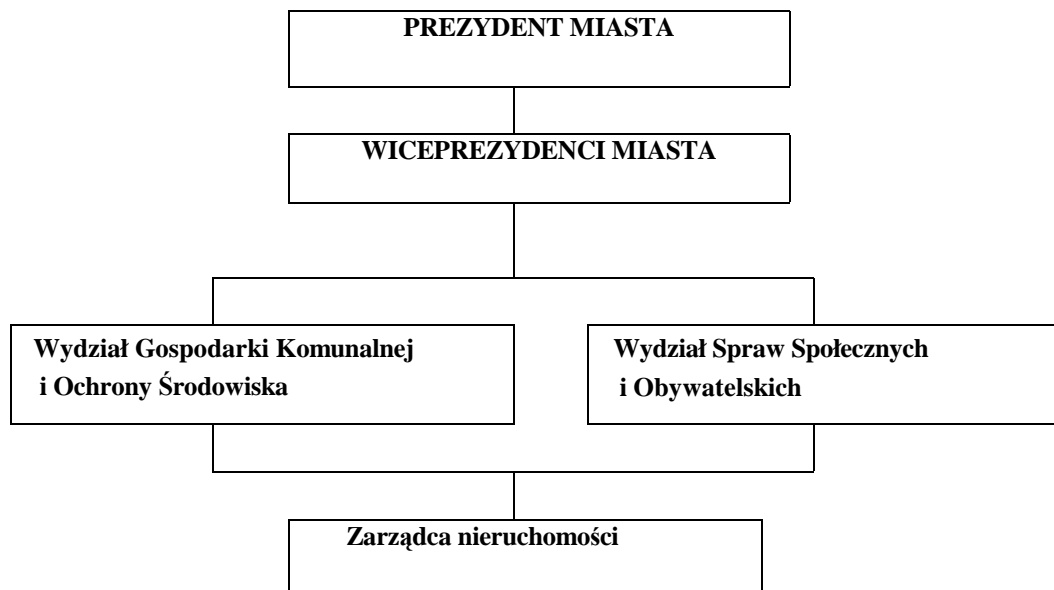 PREZYDENT MIASTA
WICEPREZYDENCI MIASTA
Wydział Gospodarki Komunalnej
i Ochrony Środowiska
Wydział Spraw Społecznych
i Obywatelskich
Zarządca nieruchomości